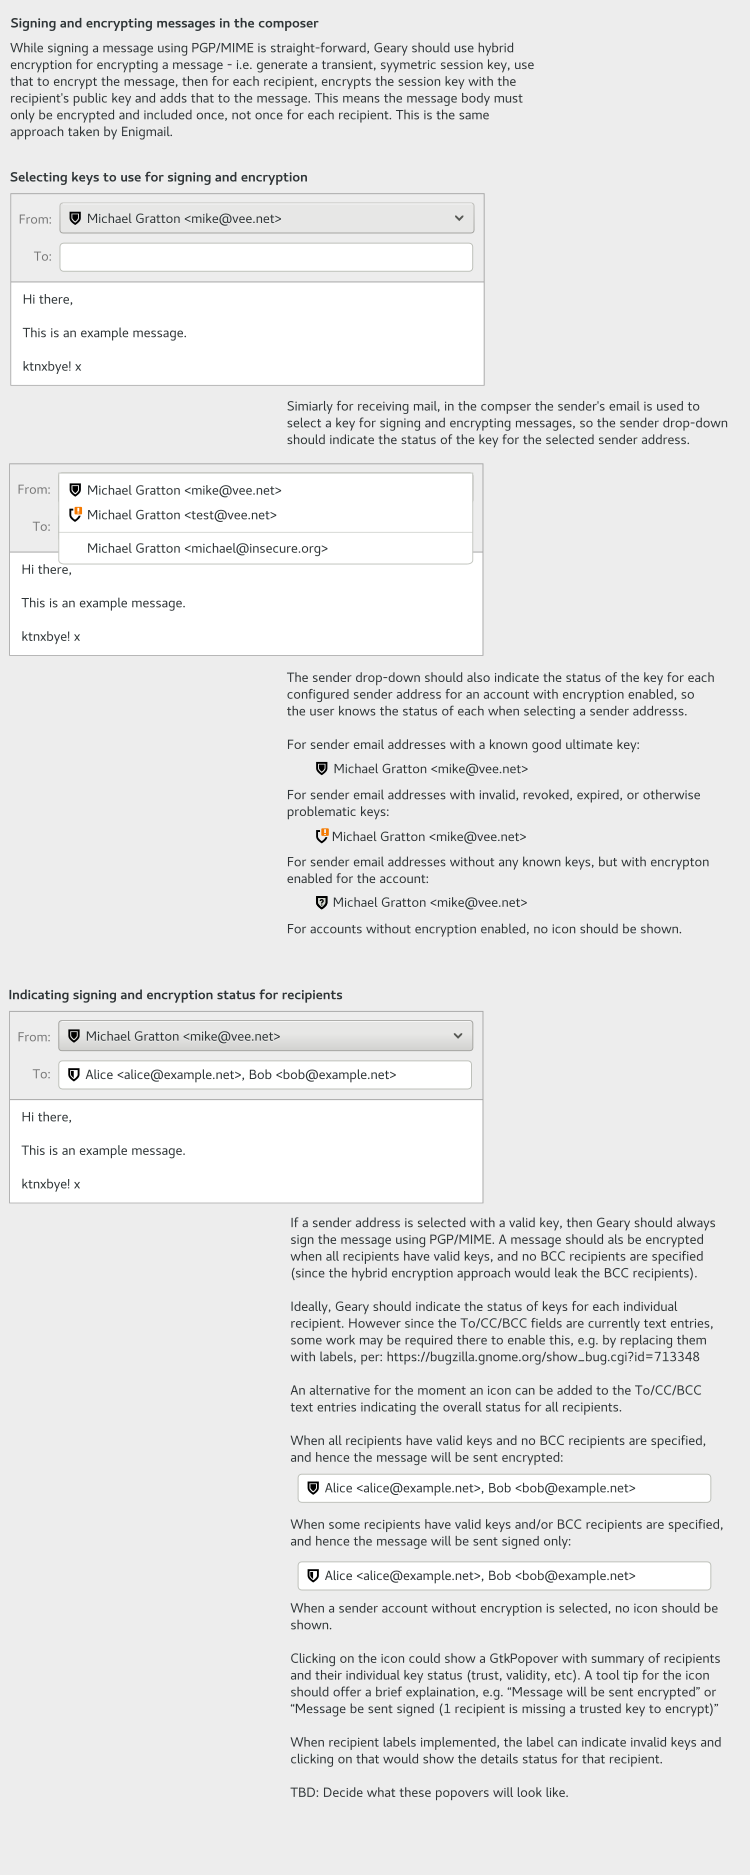 Signing and encrypting messages in the composer
While signing a message using PGP/MIME is straight-forward, Geary should use hybrid
encryption for encrypting a message - i.e. generate a transient, syymetric session key, use
that to encrypt the message, then for each recipient, encrypts the session key with the
recipient's public key and adds that to the message. This means the message body must
only be encrypted and included once, not once for each recipient. This is the same
approach taken by Enigmail.
Selecting keys to use for signing and encryption
From: Michael Gratton <mike@vee.net>
To:
Hi there,
This is an example message.
ktnxbye! x
Simiarly for receiving mail, in the compser the sender's email is used to
select a key for signing and encrypting messages, so the sender drop-down
should indicate the status of the key for the selected sender address.
From: Michael Gratton <mike@vee.net>
Michael Gratton <test@vee.net>
To:
Michael Gratton <michael@insecure.org>
Hi there,
This is an example message.
ktnxbye! x
The sender drop-down should also indicate the status of the key for each
configured sender address for an account with encryption enabled, so
the user knows the status of each when selecting a sender addresss.
For sender email addresses with a known good ultimate key:
Michael Gratton <mike@vee.net>
For sender email addresses with invalid, revoked, expired, or otherwise
problematic keys:
Michael Gratton <mike@vee.net>
For sender email addresses without any known keys, but with encrypton
enabled for the account:
Michael Gratton <mike@vee.net>
For accounts without encryption enabled, no icon should be shown.
Indicating signing and encryption status for recipients
From: Michael Gratton <mike@vee.net>
To: Alice <alice@example.net>, Bob <bob@example.net>
Hi there,
This is an example message.
ktnxbye! x
If a sender address is selected with a valid key, then Geary should always
sign the message using PGP/MIME. A message should als be encrypted
when all recipients have valid keys, and no BCC recipients are specified
(since the hybrid encryption approach would leak the BCC recipients).
Ideally, Geary should indicate the status of keys for each individual
recipient. However since the To/CC/BCC fields are currently text entries,
some work may be required there to enable this, e.g. by replacing them
with labels, per: https://bugzilla.gnome.org/show_bug.cgi?id=713348
An alternative for the moment an icon can be added to the To/CC/BCC
text entries indicating the overall status for all recipients.
When all recipients have valid keys and no BCC recipients are specified,
and hence the message will be sent encrypted:
Alice <alice@example.net>, Bob <bob@example.net>
When some recipients have valid keys and/or BCC recipients are specified,
and hence the message will be sent signed only:
Alice <alice@example.net>, Bob <bob@example.net>
When a sender account without encryption is selected, no icon should be
shown.
Clicking on the icon could show a GtkPopover with summary of recipients
and their individual key status (trust, validity, etc). A tool tip for the icon
should offer a brief explaination, e.g. “Message will be sent encrypted” or
“Message be sent signed (1 recipient is missing a trusted key to encrypt)”
When recipient labels implemented, the label can indicate invalid keys and
clicking on that would show the details status for that recipient.
TBD: Decide what these popovers will look like.